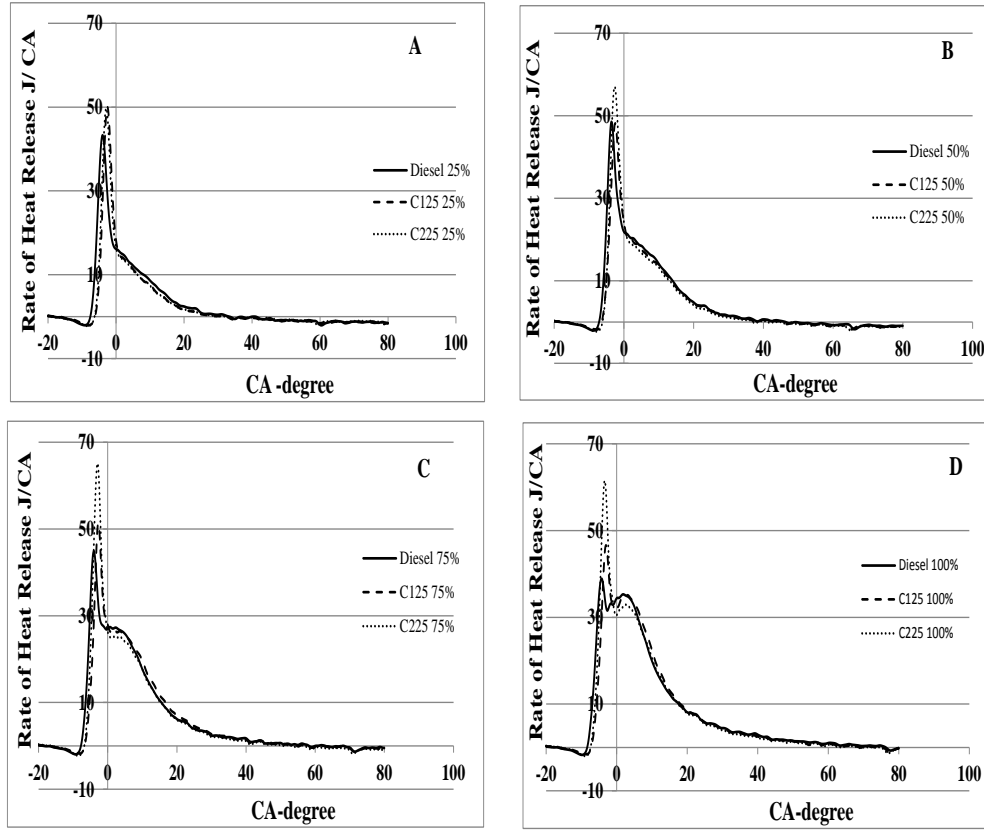 A
Rate of Heat Release J/ CA
70
50
30
10
-10
-20 0 20 40 60 80 100
CA -degree
Diesel 25%
C125 25%
C225 25%
B
Rate of Heat Release J/CA
70
50
30
10
-10
-20 0 20 40 60 80 100
CA-degree
Diesel 50%
C125 50%
C225 50%
C
Rate of Heat Release J/CA
70
50
30
10
-10
-20 0 20 40 60 80 100
CA-degree
Diesel 75%
C125 75%
C225 75%
D
Rate of Heat Release J/CA
70
50
30
10
-10
-20 0 20 40 60 80 100
CA-degree
Diesel 100%
C125 100%
C225 100%